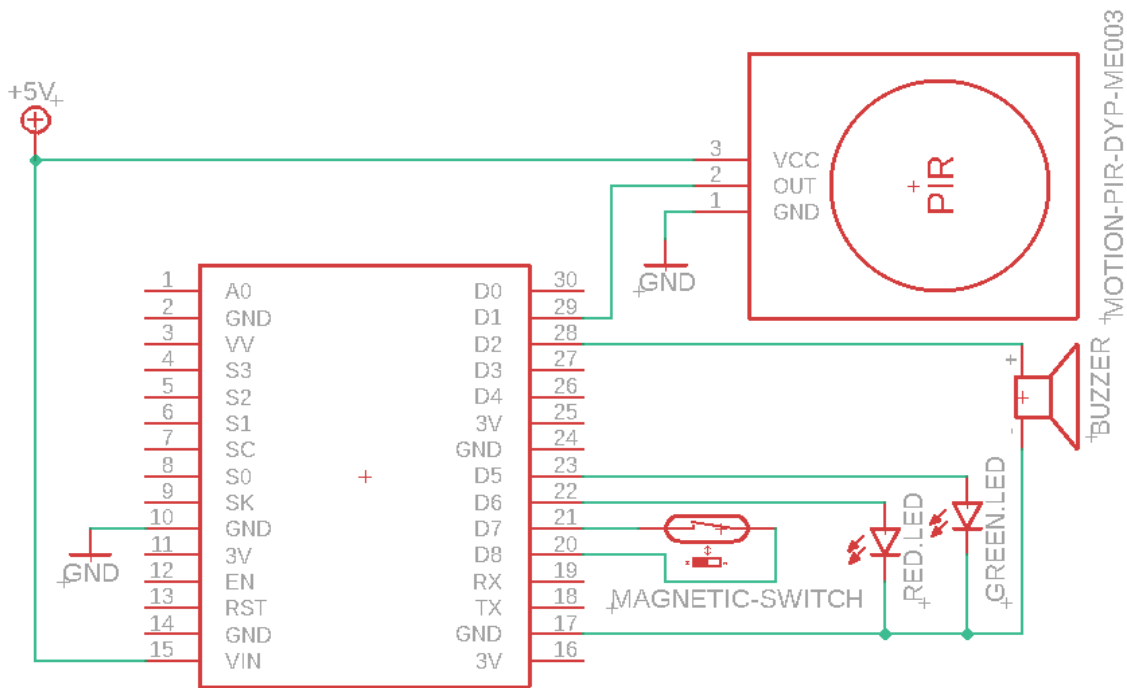 +5V
3 VCC
2 OUT
1 GND
PIR
MOTION-PIR-DYP-ME003
GND
1 A0 D0 30
2 GND D1 29
3 VV D2 28
4 S3 D3 27
5 S2 D4 26
6 S1 3V 25
7 SC GND 24
8 S0 D5 23
9 SK D6 22
10 GND D7 21
11 3V D8 20
12 EN RX 19
13 RST TX 18
14 GND GND 17
15 VIN 3V 16
GND
+
-
BUZZER
MAGNETIC-SWITCH
RED.LED
GREEN.LED